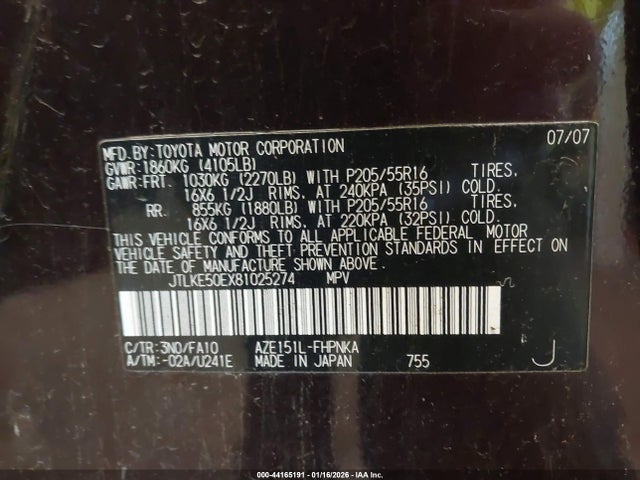 MFD.BY:TOYOTA MOTOR CORPORATION 07/07
GVWR:1860KG (4105LB)
GAWR:FRT. 1030KG (2270LB) WITH P205/55R16 TIRES,
16X6 1/2J RIMS, AT 240KPA (35PSI) COLD.
RR. 855KG (1880LB) WITH P205/55R16 TIRES,
16X6 1/2J RIMS, AT 220KPA (32PSI) COLD.
THIS VEHICLE CONFORMS TO ALL APPLICABLE FEDERAL MOTOR
VEHICLE SAFETY AND THEFT PREVENTION STANDARDS IN EFFECT ON
THE DATE OF MANUFACTURE SHOWN ABOVE.
JTLKE50EX81025274 MPV
C/TR:3N0/FA10 AZE151L-FHPNKA
A/TM:-02A/U241E MADE IN JAPAN 755 J
000-44165191 - 01/16/2026 - IAA Inc.